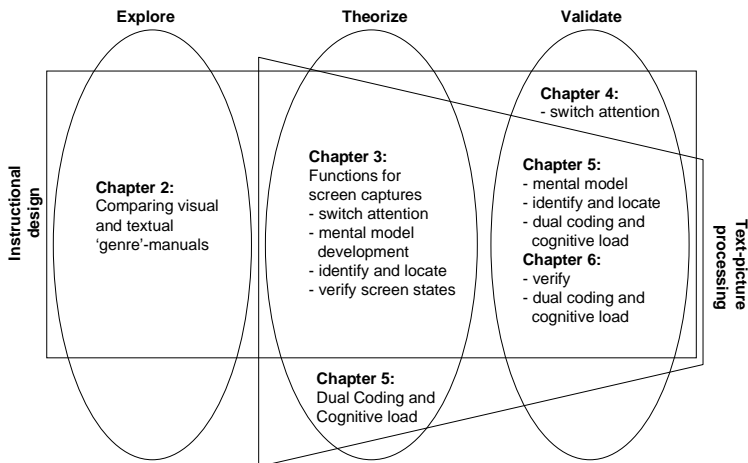 Explore
Theorize
Validate
Instructional
design
Chapter 2:
Comparing visual
and textual
‘genre’-manuals
Chapter 3:
Functions for
screen captures
- switch attention
- mental model
development
- identify and locate
- verify screen states
Chapter 5:
Dual Coding and
Cognitive load
Chapter 4:
- switch attention
Chapter 5:
- mental model
- identify and locate
- dual coding and
cognitive load
Chapter 6:
- verify
- dual coding and
cognitive load
Text-picture
processing